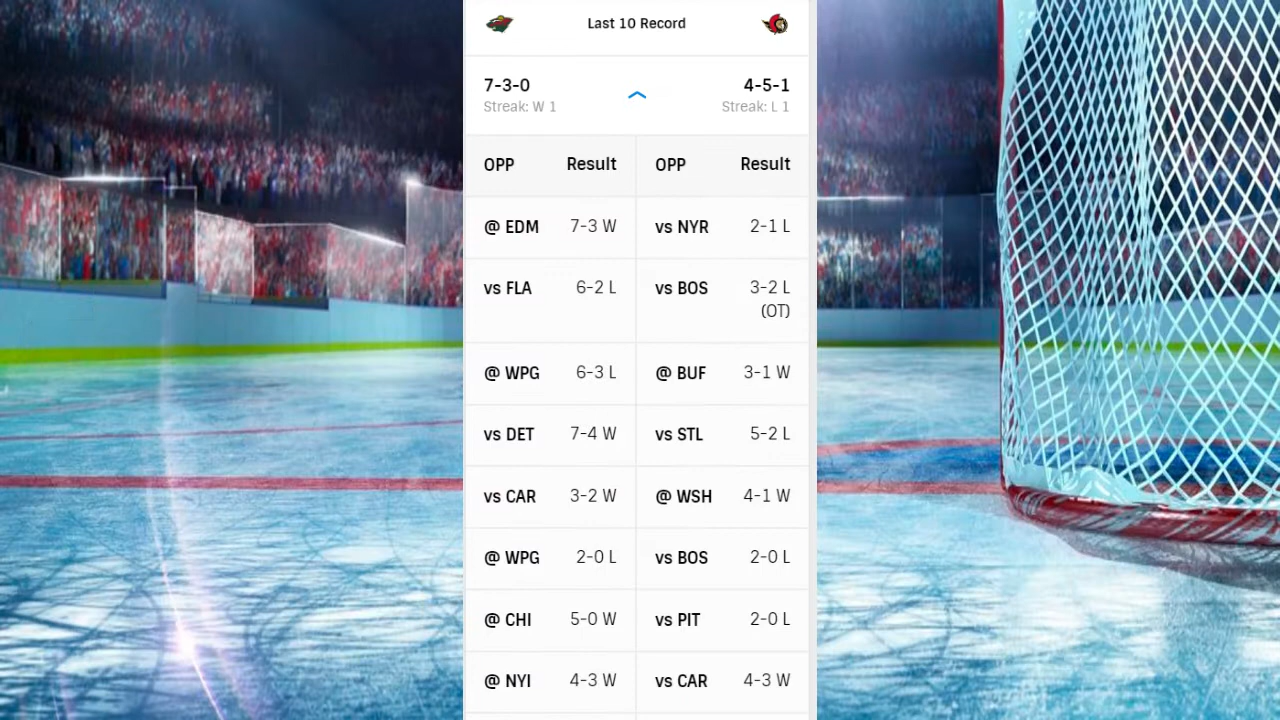 Last 10 Record
7-3-0 4-5-1
Streak: W 1 Streak: L 1
OPP Result OPP Result
@ EDM 7-3 W vs NYR 2-1 L
vs FLA 6-2 L vs BOS 3-2 L
(OT)
@ WPG 6-3 L @ BUF 3-1 W
vs DET 7-4 W vs STL 5-2 L
vs CAR 3-2 W @ WSH 4-1 W
@ WPG 2-0 L vs BOS 2-0 L
@ CHI 5-0 W vs PIT 2-0 L
@ NYI 4-3 W vs CAR 4-3 W